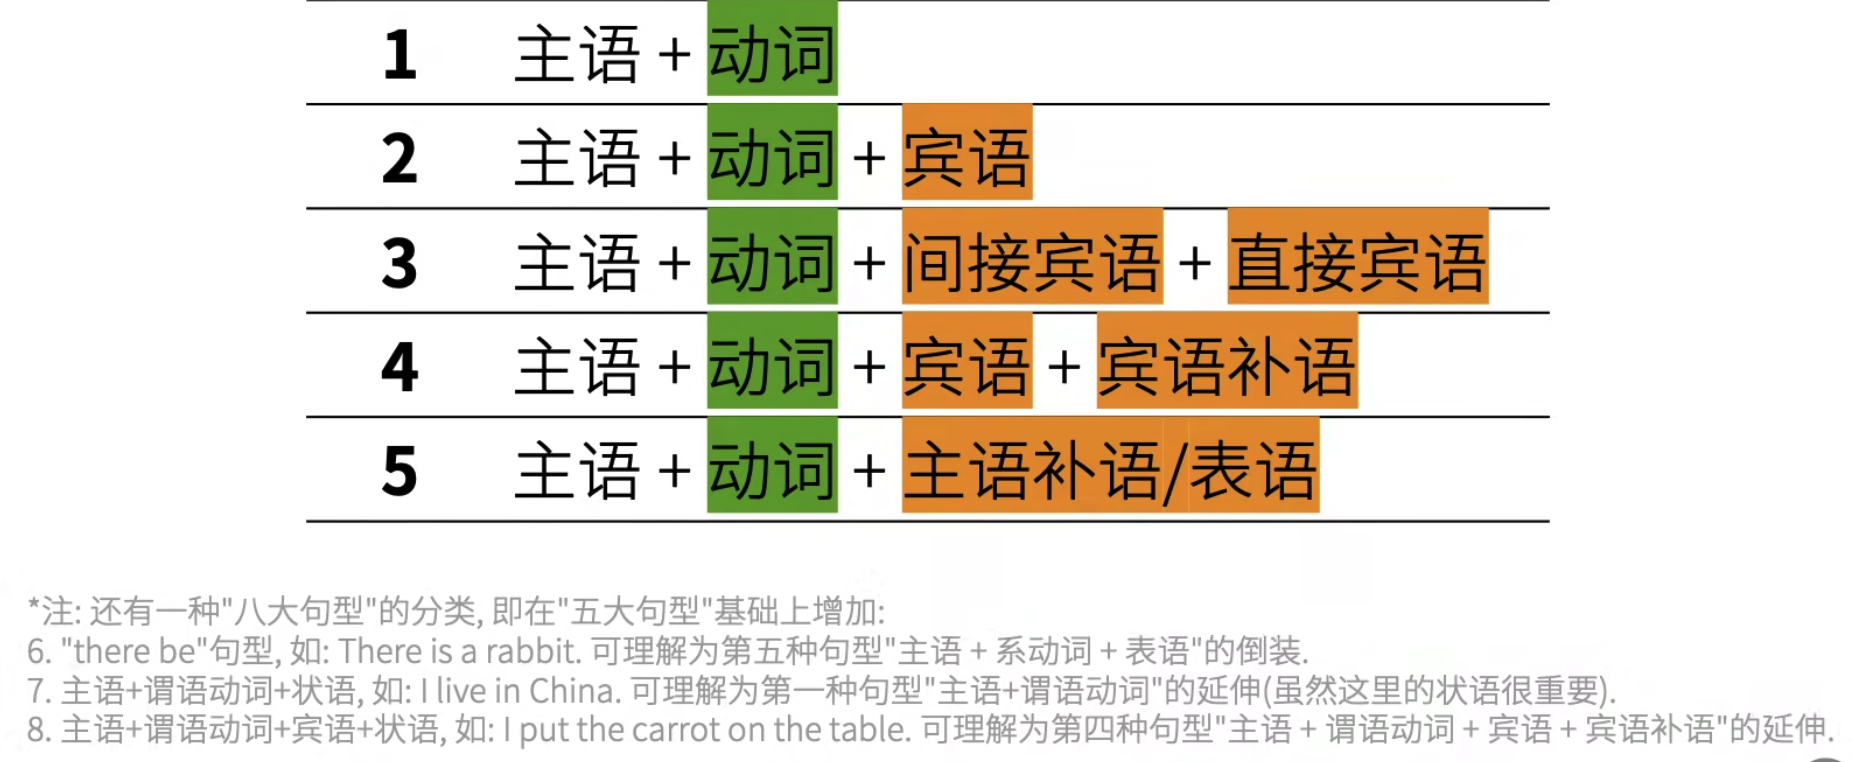 1 主语 + 动词
2 主语 + 动词 + 宾语
3 主语 + 动词 + 间接宾语 + 直接宾语
4 主语 + 动词 + 宾语 + 宾语补语
5 主语 + 动词 + 主语补语/表语
*注: 还有一种"八大句型"的分类, 即在"五大句型"基础上增加:
6. "there be"句型, 如: There is a rabbit. 可理解为第五种句型"主语 + 系动词 + 表语"的倒装.
7. 主语+谓语动词+状语, 如: I live in China. 可理解为第一种句型"主语+谓语动词"的延伸(虽然这里的状语很重要).
8. 主语+谓语动词+宾语+状语, 如: I put the carrot on the table. 可理解为第四种句型"主语 + 谓语动词 + 宾语 + 宾语补语"的延伸.